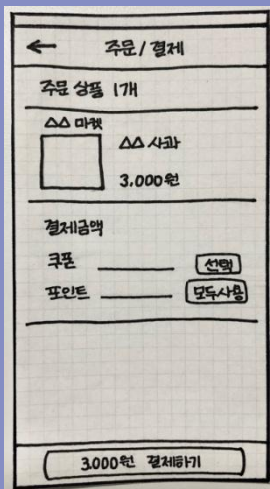 ← 주문/결제
주문 상품 1개
△△ 마켓
△△ 사과
3,000원
결제금액
쿠폰 선택
포인트 모두사용
3.000원 결제하기